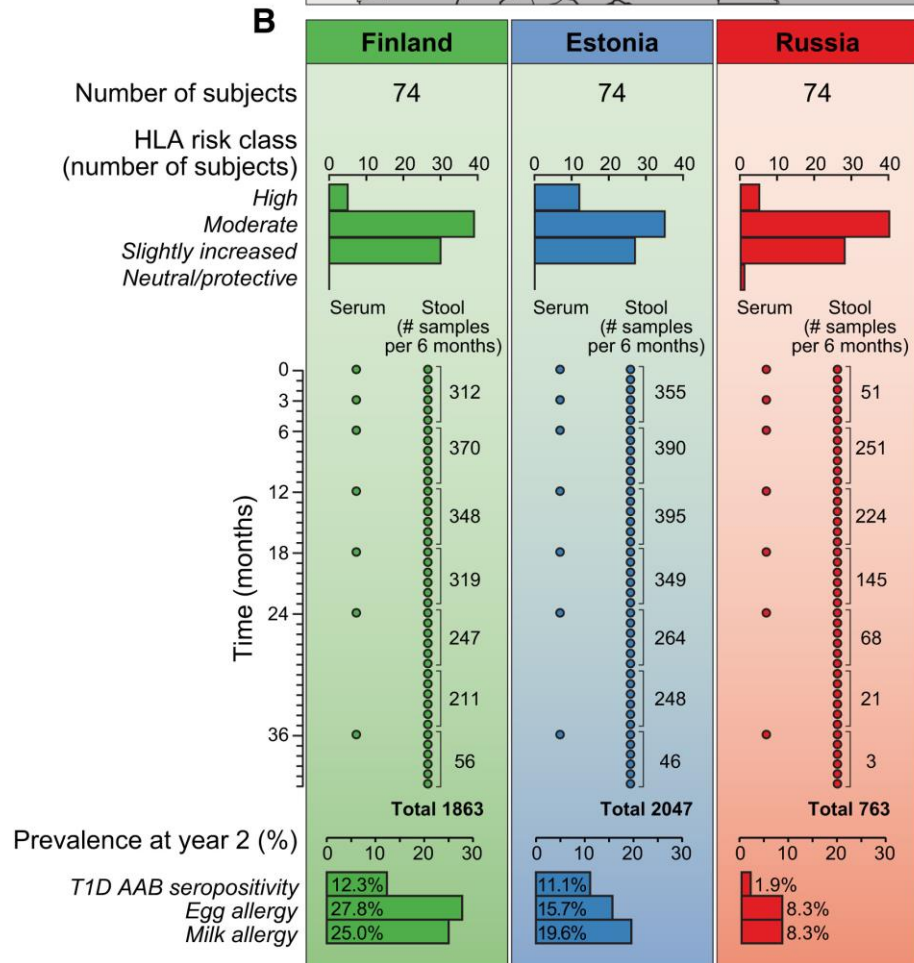 B
Finland Estonia Russia
Number of subjects 74 74 74
HLA risk class
(number of subjects)
0 10 20 30 40 0 10 20 30 40 0 10 20 30 40
High
Moderate
Slightly increased
Neutral/protective
Serum Stool Serum Stool Serum Stool
(# samples (# samples (# samples
per 6 months) per 6 months) per 6 months)
Time (months)
0
312 355 51
3
6
370 390 251
12
348 395 224
18
319 349 145
24
247 264 68
211 248 21
36
56 46 3
Total 1863 Total 2047 Total 763
Prevalence at year 2 (%)
0 10 20 30 0 10 20 30 0 10 20 30
T1D AAB seropositivity 12.3% 11.1% 1.9%
Egg allergy 27.8% 15.7% 8.3%
Milk allergy 25.0% 19.6% 8.3%